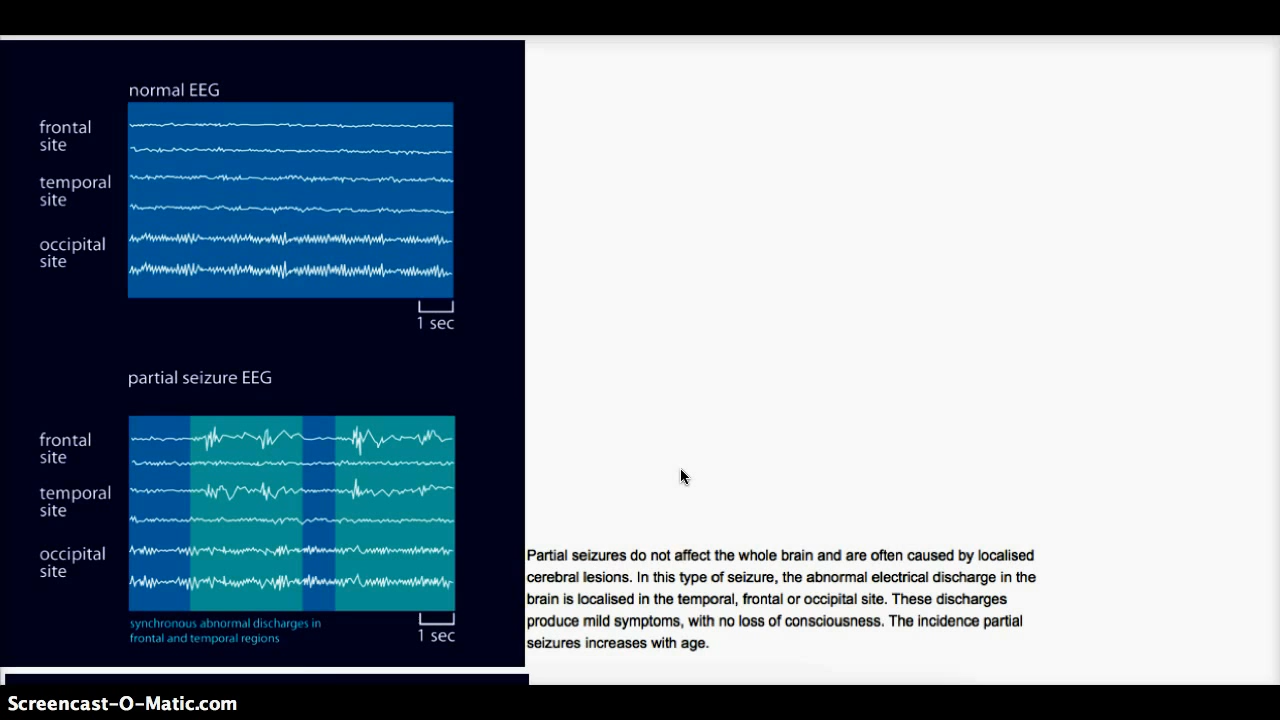 normal EEG
frontal
site
temporal
site
occipital
site
1 sec
partial seizure EEG
frontal
site
temporal
site
occipital
site
synchronous abnormal discharges in
frontal and temporal regions
1 sec
Partial seizures do not affect the whole brain and are often caused by localised
cerebral lesions. In this type of seizure, the abnormal electrical discharge in the
brain is localised in the temporal, frontal or occipital site. These discharges
produce mild symptoms, with no loss of consciousness. The incidence partial
seizures increases with age.
Screencast-O-Matic.com